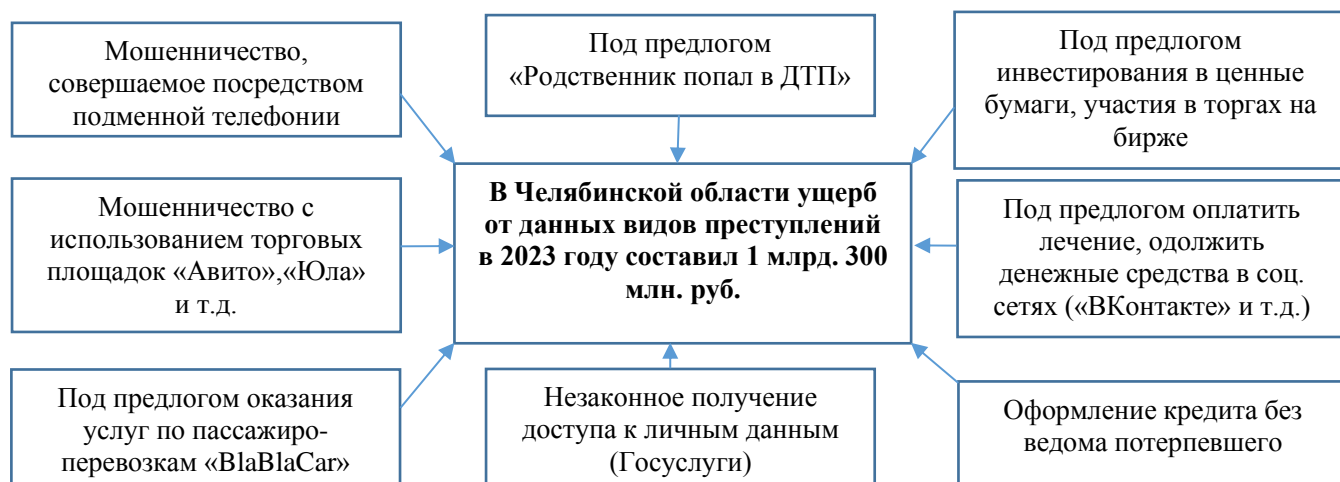 Мошенничество,
совершаемое посредством
подменной телефонии
Под предлогом
«Родственник попал в ДТП»
Под предлогом
инвестирования в ценные
бумаги, участия в торгах на
бирже
Мошенничество с
использованием торговых
площадок «Авито»,«Юла»
и т.д.
В Челябинской области ущерб
от данных видов преступлений
в 2023 году составил 1 млрд. 300
млн. руб.
Под предлогом оплатить
лечение, одолжить
денежные средства в соц.
сетях («ВКонтакте» и т.д.)
Под предлогом оказания
услуг по пассажиро-
перевозкам «BlaBlaCar»
Незаконное получение
доступа к личным данным
(Госуслуги)
Оформление кредита без
ведома потерпевшего